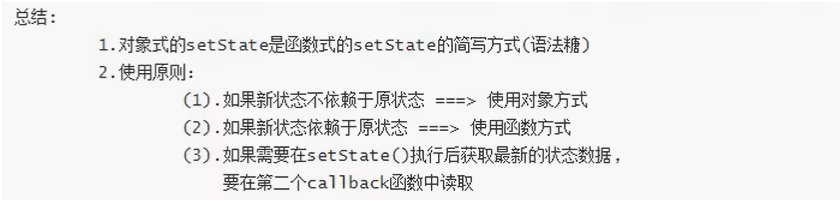 总结:
1.对象式的setState是函数式的setState的简写方式(语法糖)
2.使用原则:
(1).如果新状态不依赖于原状态 ===> 使用对象方式
(2).如果新状态依赖于原状态 ===> 使用函数方式
(3).如果需要在setState()执行后获取最新的状态数据,
要在第二个callback函数中读取